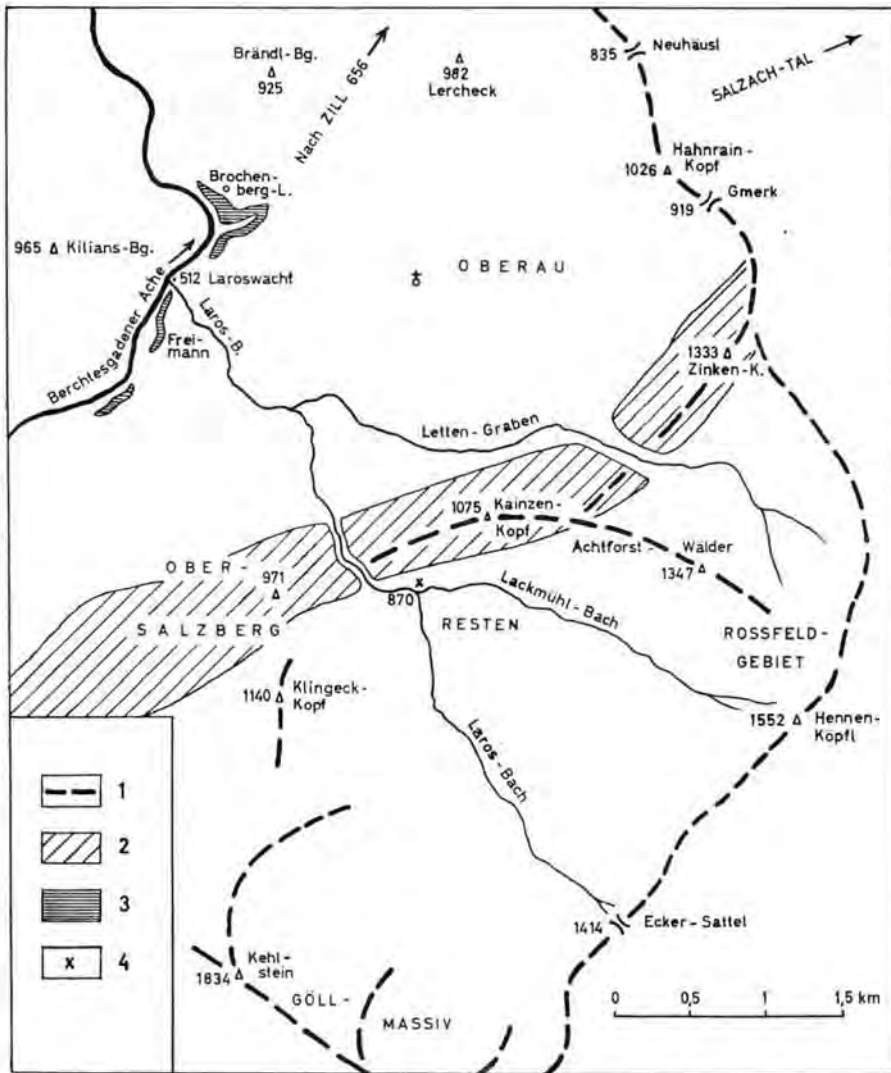 Brändl-Bg.
925
Nach ZILL 656
982
Lercheck
835
Neuhäusl
SALZACH-TAL
Hahnrain-
Kopf
1026
Gmerk
919
Brochen-
berg-L.
965 Kilians-Bg.
Berchtesgadener Ache
512 Laroswacht
OBERAU
Laros-B.
Frei-
mann
1333
Zinken-K.
Letten-Graben
1075 Kainzen-
Kopf
Achtforst-Wälder
1347
OBER-
971
SALZBERG
870
Lackmühl-Bach
RESTEN
ROSSFELD-
GEBIET
1140 Klingeck-
Kopf
1552 Hennen-
Köpfl
Laros-Bach
1
2
3
x 4
1414
Ecker-Sattel
Kehl-
stein
1834
GÖLL-
MASSIV
0 0,5 1 1,5 km